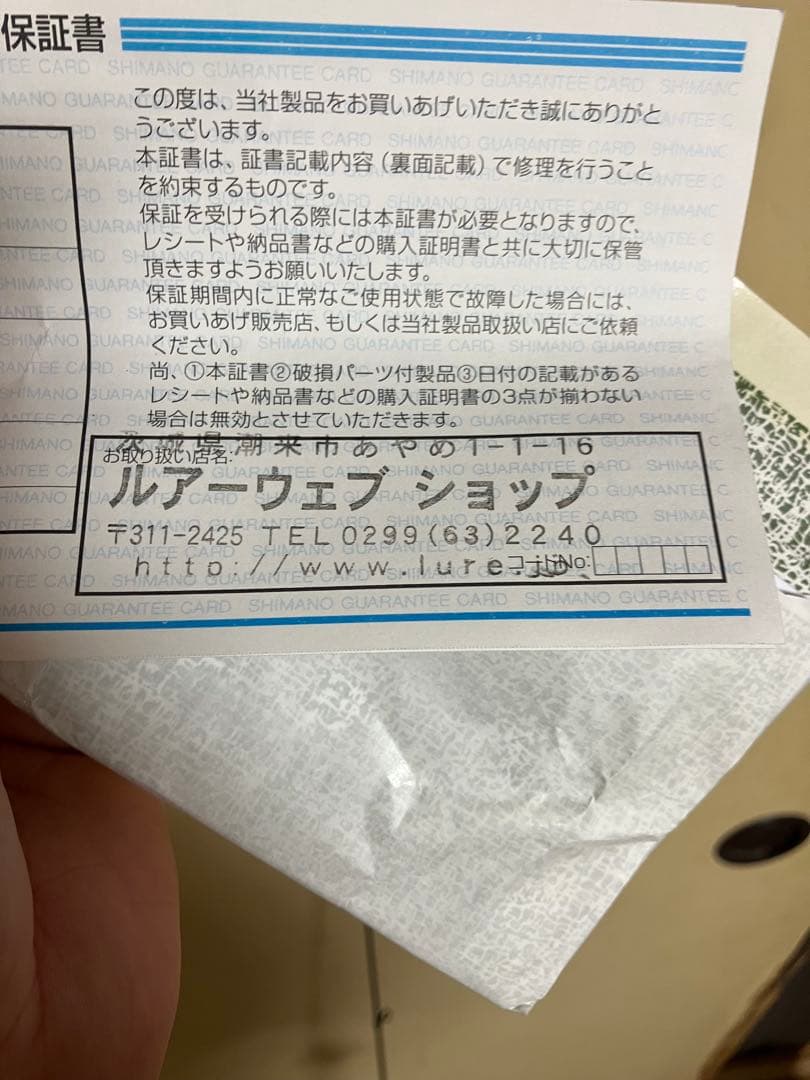 保証書
この度は、当社製品をお買いあげいただき誠にありがと
うございます。
本証書は、証書記載内容（裏面記載）で修理を行うこと
を約束するものです。
保証を受けられる際には本証書が必要となりますので、
レシートや納品書などの購入証明書と共に大切に保管
頂きますようお願いいたします。
保証期間内に正常なご使用状態で故障した場合には、
お買いあげ販売店、もしくは当社製品取扱い店にご依頼
ください。
尚、①本証書②破損パーツ付製品③日付の記載がある
レシートや納品書などの購入証明書の3点が揃わない
場合は無効とさせていただきます。
茨城県潮来市あやめ1-1-16
お取り扱い店名:
ルアーウェブショップ
〒311-2425 TEL0299(63)2240
http://www.lure.
コードNo:
SHIMANO GUARANTEE CARD